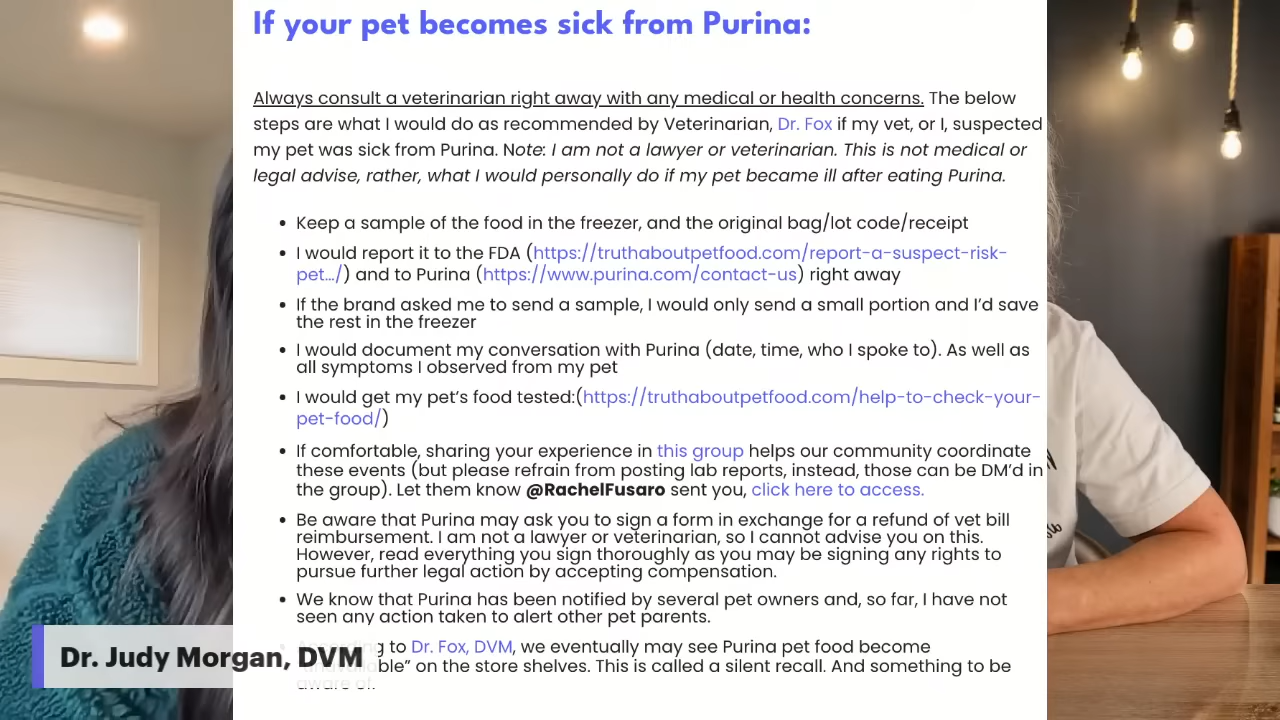 If your pet becomes sick from Purina:
Always consult a veterinarian right away with any medical or health concerns. The below
steps are what I would do as recommended by Veterinarian, Dr. Fox if my vet, or I, suspected
my pet was sick from Purina. Note: I am not a lawyer or veterinarian. This is not medical or
legal advise, rather, what I would personally do if my pet became ill after eating Purina.
• Keep a sample of the food in the freezer, and the original bag/lot code/receipt
• I would report it to the FDA (https://truthaboutpetfood.com/report-a-suspect-risk-
pet…/) and to Purina (https://www.purina.com/contact-us) right away
• If the brand asked me to send a sample, I would only send a small portion and I'd save
the rest in the freezer
• I would document my conversation with Purina (date, time, who I spoke to). As well as
all symptoms I observed from my pet
• I would get my pet's food tested:(https://truthaboutpetfood.com/help-to-check-your-
pet-food/)
• If comfortable, sharing your experience in this group helps our community coordinate
these events (but please refrain from posting lab reports, instead, those can be DM'd in
the group). Let them know @RachelFusaro sent you, click here to access.
• Be aware that Purina may ask you to sign a form in exchange for a refund of vet bill
reimbursement. I am not a lawyer or veterinarian, so I cannot advise you on this.
However, read everything you sign thoroughly as you may be signing any rights to
pursue further legal action by accepting compensation.
• We know that Purina has been notified by several pet owners and, so far, I have not
seen any action taken to alert other pet parents.
to Dr. Fox, DVM, we eventually may see Purina pet food become
on the store shelves. This is called a silent recall. And something to be
aware of.
Dr. Judy Morgan, DVM